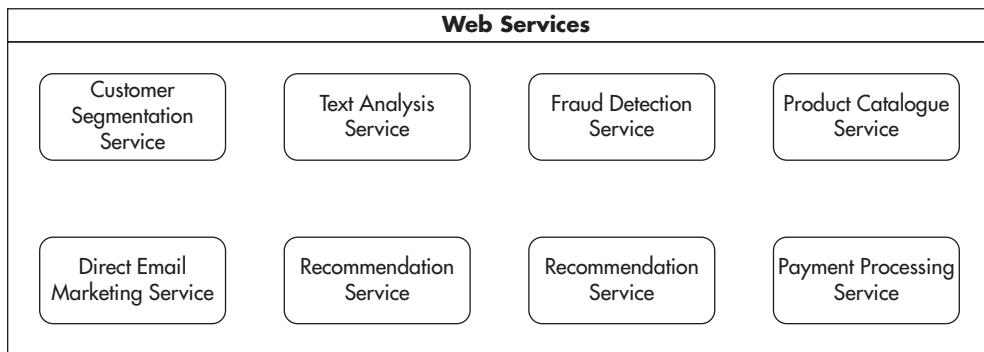 Web Services
Customer
Segmentation
Service
Text Analysis
Service
Fraud Detection
Service
Product Catalogue
Service
Direct Email
Marketing Service
Recommendation
Service
Recommendation
Service
Payment Processing
Service